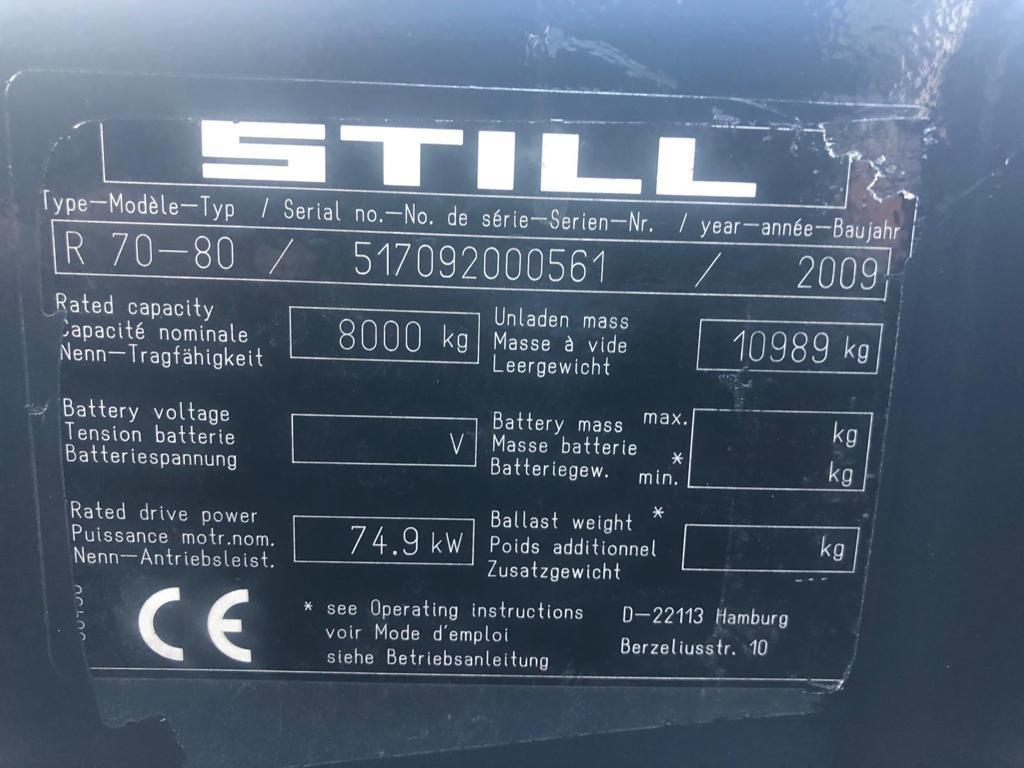 STILL
Type-Modèle-Typ / Serial no.-No. de série-Serien-Nr. / year-année-Baujahr
R 70-80 / 517092000561 / 2009
Rated capacity
Capacité nominale
Nenn-Tragfähigkeit
8000 kg
Unladen mass
Masse à vide
Leergewicht
10989 kg
Battery voltage
Tension batterie
Batteriespannung
V
Battery mass max.
Masse batterie *
Batteriegew. min.
kg
kg
Rated drive power
Puissance motr.nom.
Nenn-Antriebsleist.
74.9 kW
Ballast weight *
Poids additionnel
Zusatzgewicht
kg
CE
* see Operating instructions
voir Mode d'emploi
siehe Betriebsanleitung
D-22113 Hamburg
Berzeliusstr. 10